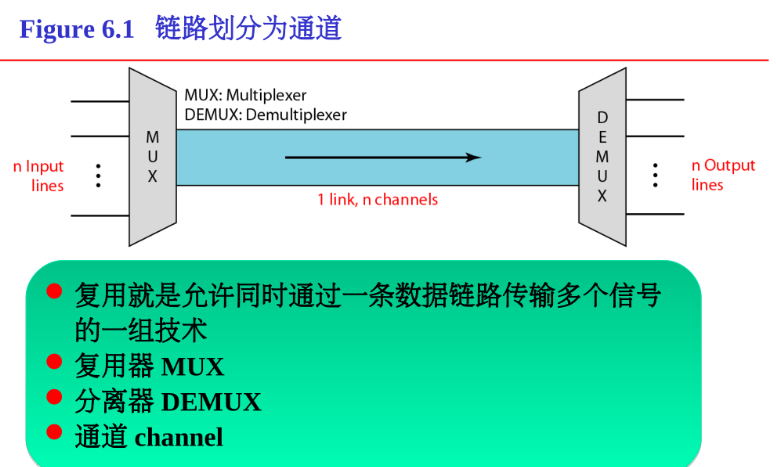 Figure 6.1 链路划分为通道
MUX: Multiplexer
DEMUX: Demultiplexer
MUX
DEMUX
n Input
lines
n Output
lines
1 link, n channels
复用就是允许同时通过一条数据链路传输多个信号
的一组技术
复用器 MUX
分离器 DEMUX
通道 channel